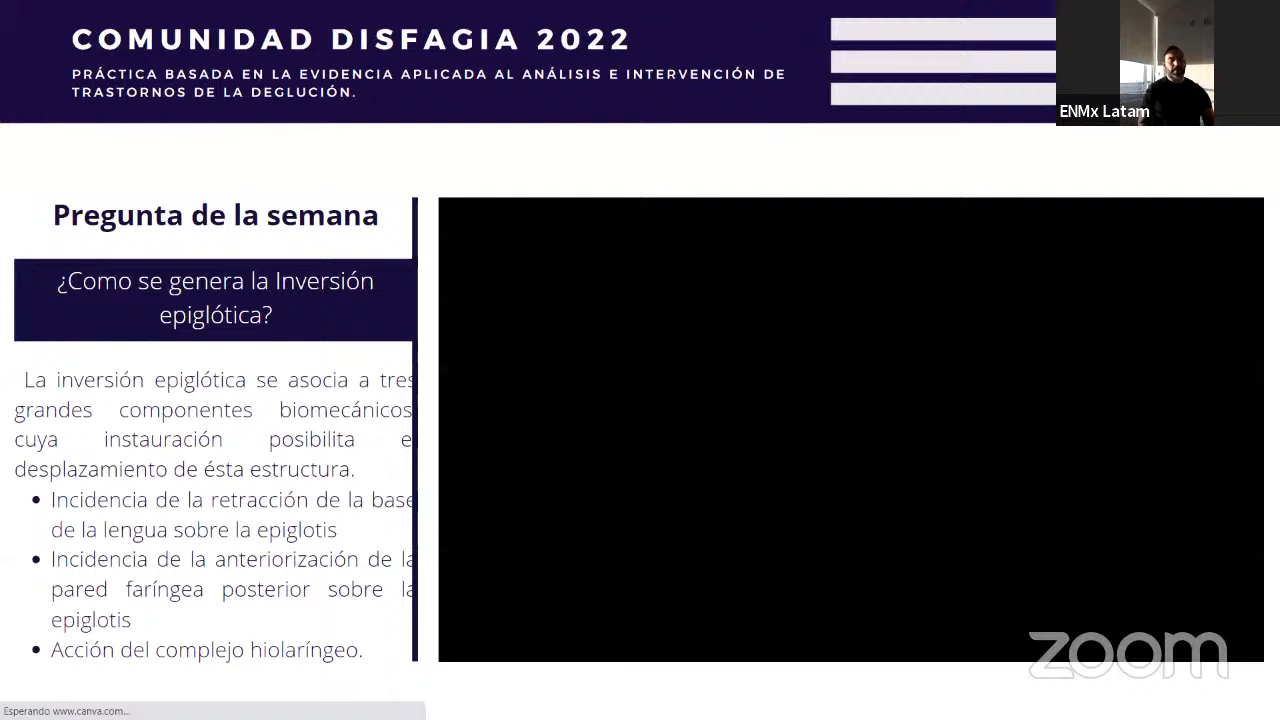 COMUNIDAD DISFAGIA 2022
PRÁCTICA BASADA EN LA EVIDENCIA APLICADA AL ANÁLISIS E INTERVENCIÓN DE
TRASTORNOS DE LA DEGLUCIÓN.
ENMx Latam
Pregunta de la semana
¿Como se genera la Inversión
epiglótica?
La inversión epiglótica se asocia a tres
grandes componentes biomecánicos
cuya instauración posibilita e
desplazamiento de ésta estructura.
• Incidencia de la retracción de la base
de la lengua sobre la epiglotis
• Incidencia de la anteriorización de la
pared faríngea posterior sobre la
epiglotis
• Acción del complejo hiolaríngeo.
zoom
Esperando www.canva.com...